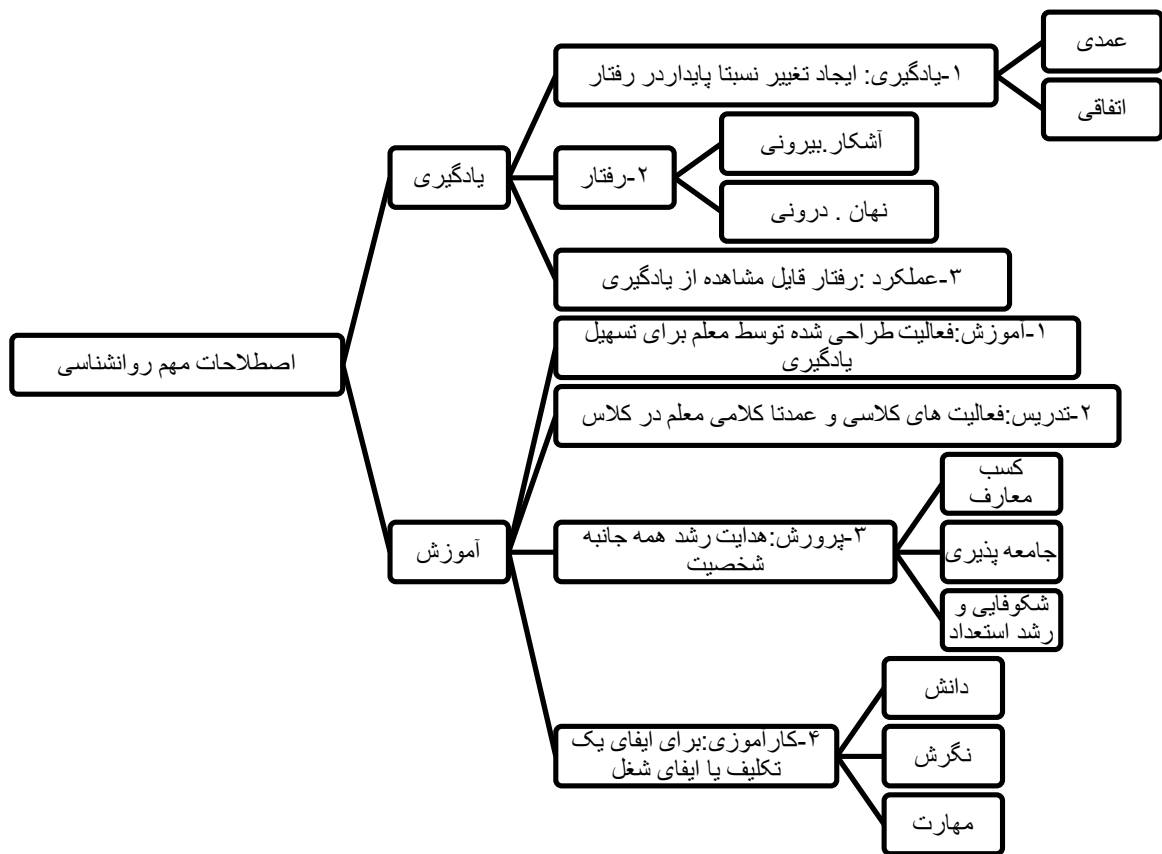 اصطلاحات مهم روانشناسی
یادگیری
۱-یادگیری: ایجاد تغییر نسبتا پایداردر رفتار
عمدی
اتفاقی
۲-رفتار
آشکار.بیرونی
نهان . درونی
۳-عملکرد :رفتار قایل مشاهده از یادگیری
آموزش
۱-آموزش:فعالیت طراحی شده توسط معلم برای تسهیل
یادگیری
۲-تدریس:فعالیت های کلاسی و عمدتا کلامی معلم در کلاس
۳-پرورش:هدایت رشد همه جانبه
شخصیت
کسب
معارف
جامعه پذیری
شکوفایی و
رشد استعداد
۴-کارآموزی:برای ایفای یک
تکلیف یا ایفای شغل
دانش
نگرش
مهارت